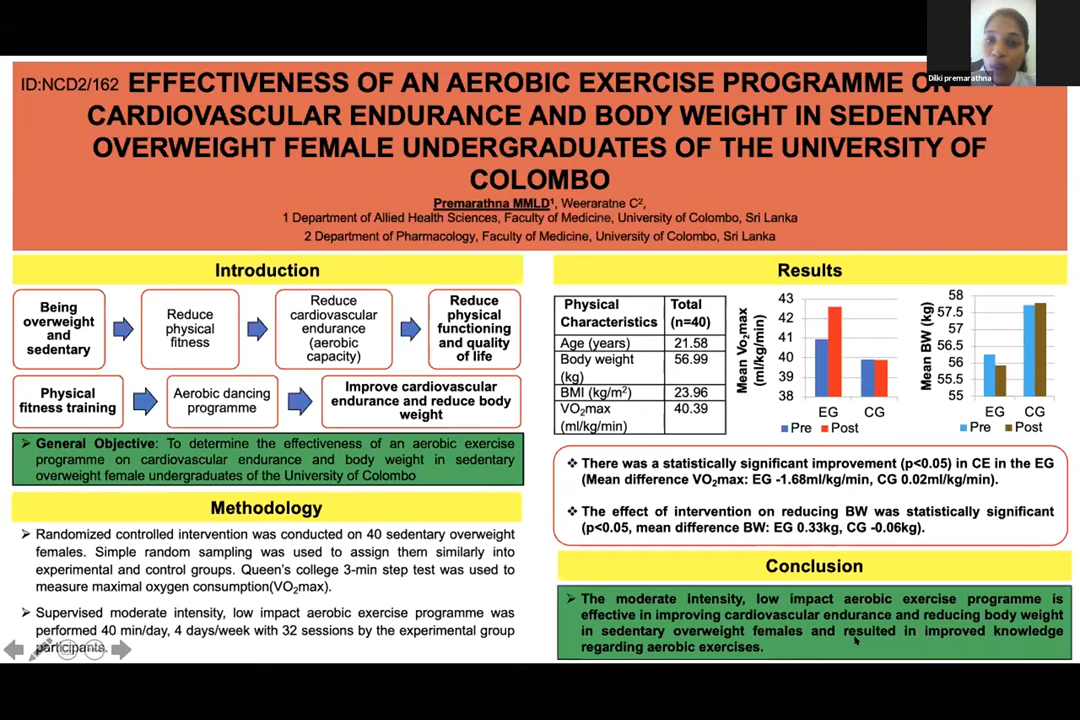 Dilki premarathna
ID:NCD2/162
EFFECTIVENESS OF AN AEROBIC EXERCISE PROGRAMME ON
CARDIOVASCULAR ENDURANCE AND BODY WEIGHT IN SEDENTARY
OVERWEIGHT FEMALE UNDERGRADUATES OF THE UNIVERSITY OF
COLOMBO
Premarathna MMLD¹, Weeraratne C²,
1 Department of Allied Health Sciences, Faculty of Medicine, University of Colombo, Sri Lanka
2 Department of Pharmacology, Faculty of Medicine, University of Colombo, Sri Lanka
Introduction
Being
overweight
and
sedentary
Reduce
physical
fitness
Reduce
cardiovascular
endurance
(aerobic
capacity)
Reduce
physical
functioning
and quality
of life
Physical
fitness training
Aerobic dancing
programme
Improve cardiovascular
endurance and reduce body
weight
➢ General Objective: To determine the effectiveness of an aerobic exercise
programme on cardiovascular endurance and body weight in sedentary
overweight female undergraduates of the University of Colombo
Methodology
➢ Randomized controlled intervention was conducted on 40 sedentary overweight
females. Simple random sampling was used to assign them similarly into
experimental and control groups. Queen's college 3-min step test was used to
measure maximal oxygen consumption(VO₂max).
➢ Supervised moderate intensity, low impact aerobic exercise programme was
performed 40 min/day, 4 days/week with 32 sessions by the experimental group
participants.
Results
Physical Total
Characteristics (n=40)
Age (years) 21.58
Body weight 56.99
(kg)
BMI (kg/m²) 23.96
VO₂max 40.39
(ml/kg/min)
Mean Vo₂max
(ml/kg/min)
43
42
41
40
39
38
EG CG
Pre Post
Mean BW (kg)
58
57.5
57
56.5
56
55.5
55
EG CG
Pre Post
❖ There was a statistically significant improvement (p<0.05) in CE in the EG
(Mean difference VO₂max: EG -1.68ml/kg/min, CG 0.02ml/kg/min).
❖ The effect of intervention on reducing BW was statistically significant
(p<0.05, mean difference BW: EG 0.33kg, CG -0.06kg).
Conclusion
➢ The moderate intensity, low impact aerobic exercise programme is
effective in improving cardiovascular endurance and reducing body weight
in sedentary overweight females and resulted in improved knowledge
regarding aerobic exercises.